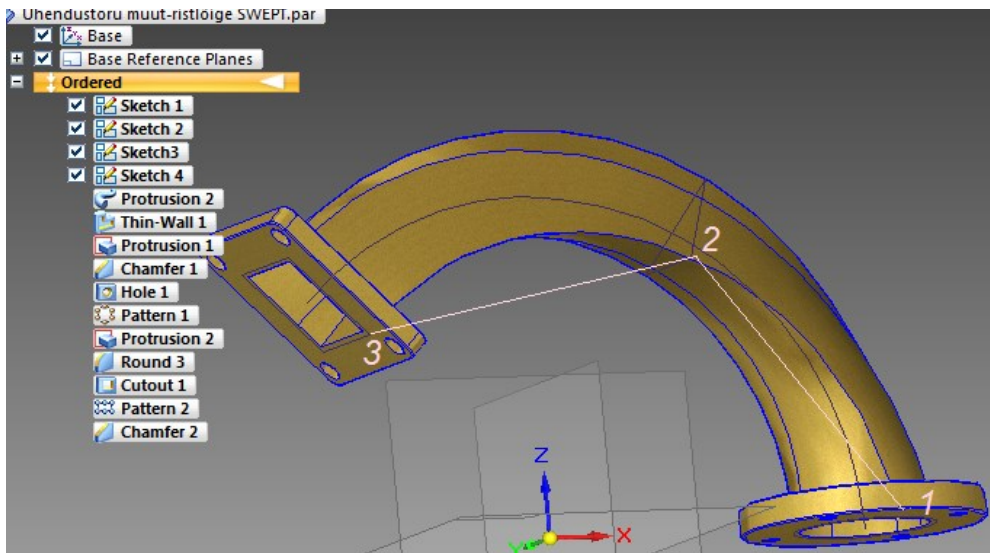 Uhendustoru muut-ristlõige SWEPT.par
Base
Base Reference Planes
Ordered
Sketch 1
Sketch 2
Sketch3
Sketch 4
Protrusion 2
Thin-Wall 1
Protrusion 1
Chamfer 1
Hole 1
Pattern 1
Protrusion 2
Round 3
Cutout 1
Pattern 2
Chamfer 2
2
3
1
Z
X
Y